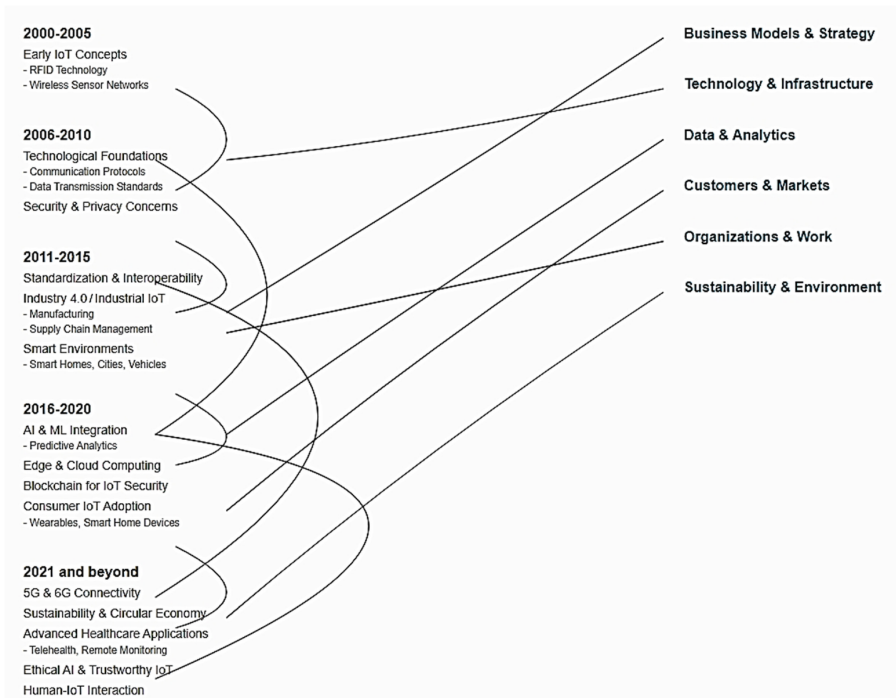 2000-2005
Early IoT Concepts
- RFID Technology
- Wireless Sensor Networks
2006-2010
Technological Foundations
- Communication Protocols
- Data Transmission Standards
Security & Privacy Concerns
2011-2015
Standardization & Interoperability
Industry 4.0 / Industrial IoT
- Manufacturing
- Supply Chain Management
Smart Environments
- Smart Homes, Cities, Vehicles
2016-2020
AI & ML Integration
- Predictive Analytics
Edge & Cloud Computing
Blockchain for IoT Security
Consumer IoT Adoption
- Wearables, Smart Home Devices
2021 and beyond
5G & 6G Connectivity
Sustainability & Circular Economy
Advanced Healthcare Applications
- Telehealth, Remote Monitoring
Ethical AI & Trustworthy IoT
Human-IoT Interaction
Business Models & Strategy
Technology & Infrastructure
Data & Analytics
Customers & Markets
Organizations & Work
Sustainability & Environment